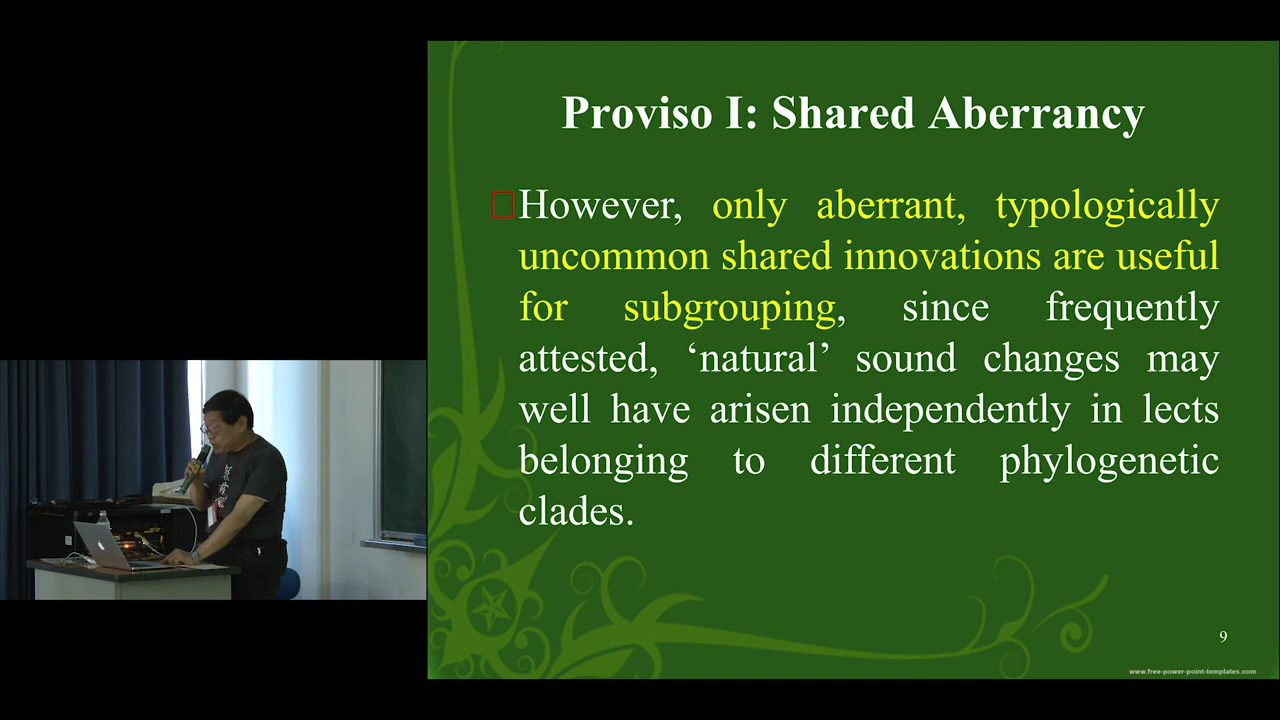 Proviso I: Shared Aberrancy
However, only aberrant, typologically
uncommon shared innovations are useful
for subgrouping, since frequently
attested, ‘natural’ sound changes may
well have arisen independently in lects
belonging to different phylogenetic
clades.
9
www.free-power-point-templates.com